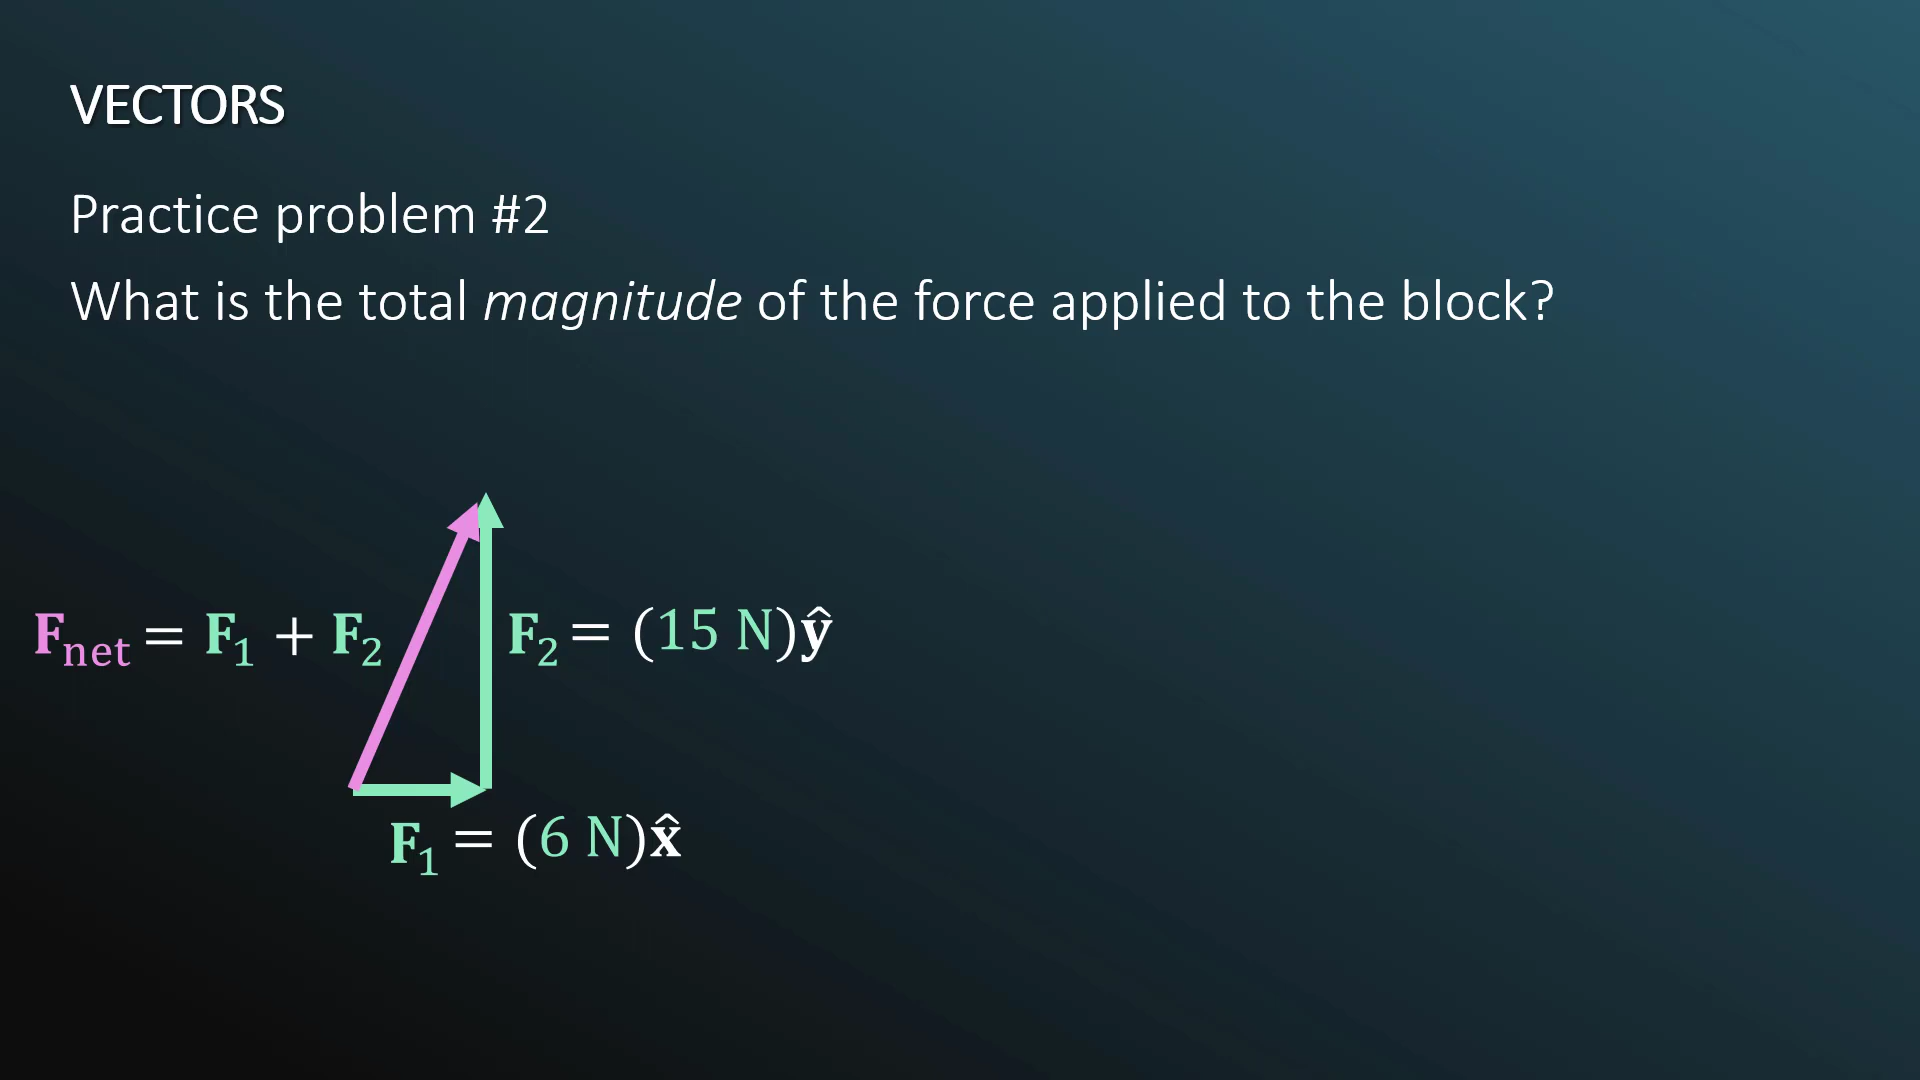 VECTORS
Practice problem #2
What is the total magnitude of the force applied to the block?
𝐅_net = 𝐅₁ + 𝐅₂
𝐅₂ = (15 N)𝐲̂
𝐅₁ = (6 N)𝐱̂